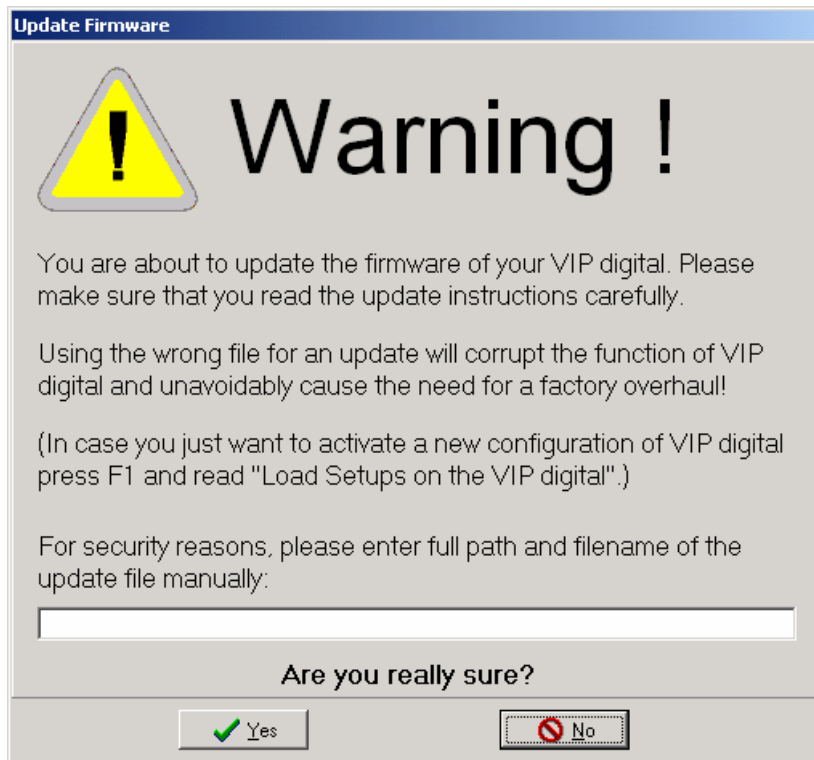 Update Firmware
!
Warning !
You are about to update the firmware of your VIP digital. Please
make sure that you read the update instructions carefully.
Using the wrong file for an update will corrupt the function of VIP
digital and unavoidably cause the need for a factory overhaul!
(In case you just want to activate a new configuration of VIP digital
press F1 and read "Load Setups on the VIP digital".)
For security reasons, please enter full path and filename of the
update file manually:
Are you really sure?
Yes
No